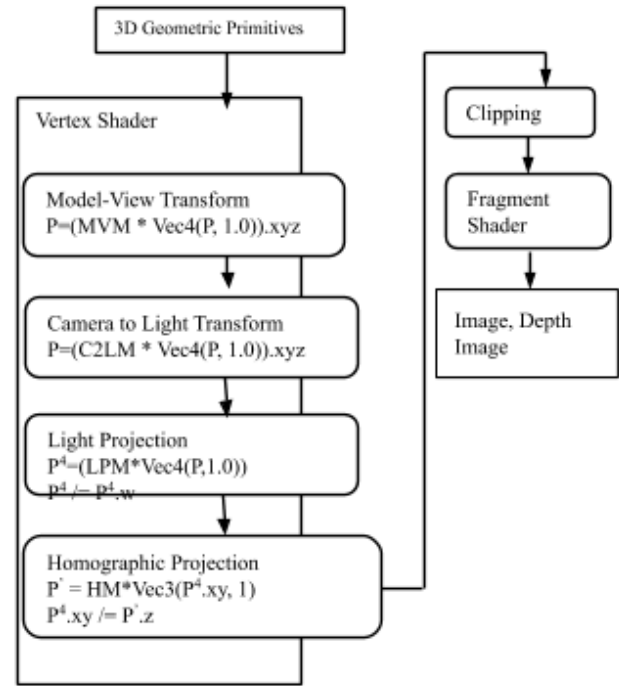 3D Geometric Primitives
Vertex Shader
Model-View Transform
P=(MVM * Vec4(P, 1.0)).xyz
Camera to Light Transform
P=(C2LM * Vec4(P, 1.0)).xyz
Light Projection
P⁴=(LPM*Vec4(P,1.0))
P⁴ /= P⁴.w
Homographic Projection
P` = HM*Vec3(P⁴.xy, 1)
P⁴.xy /= P`.z
Clipping
Fragment
Shader
Image, Depth
Image